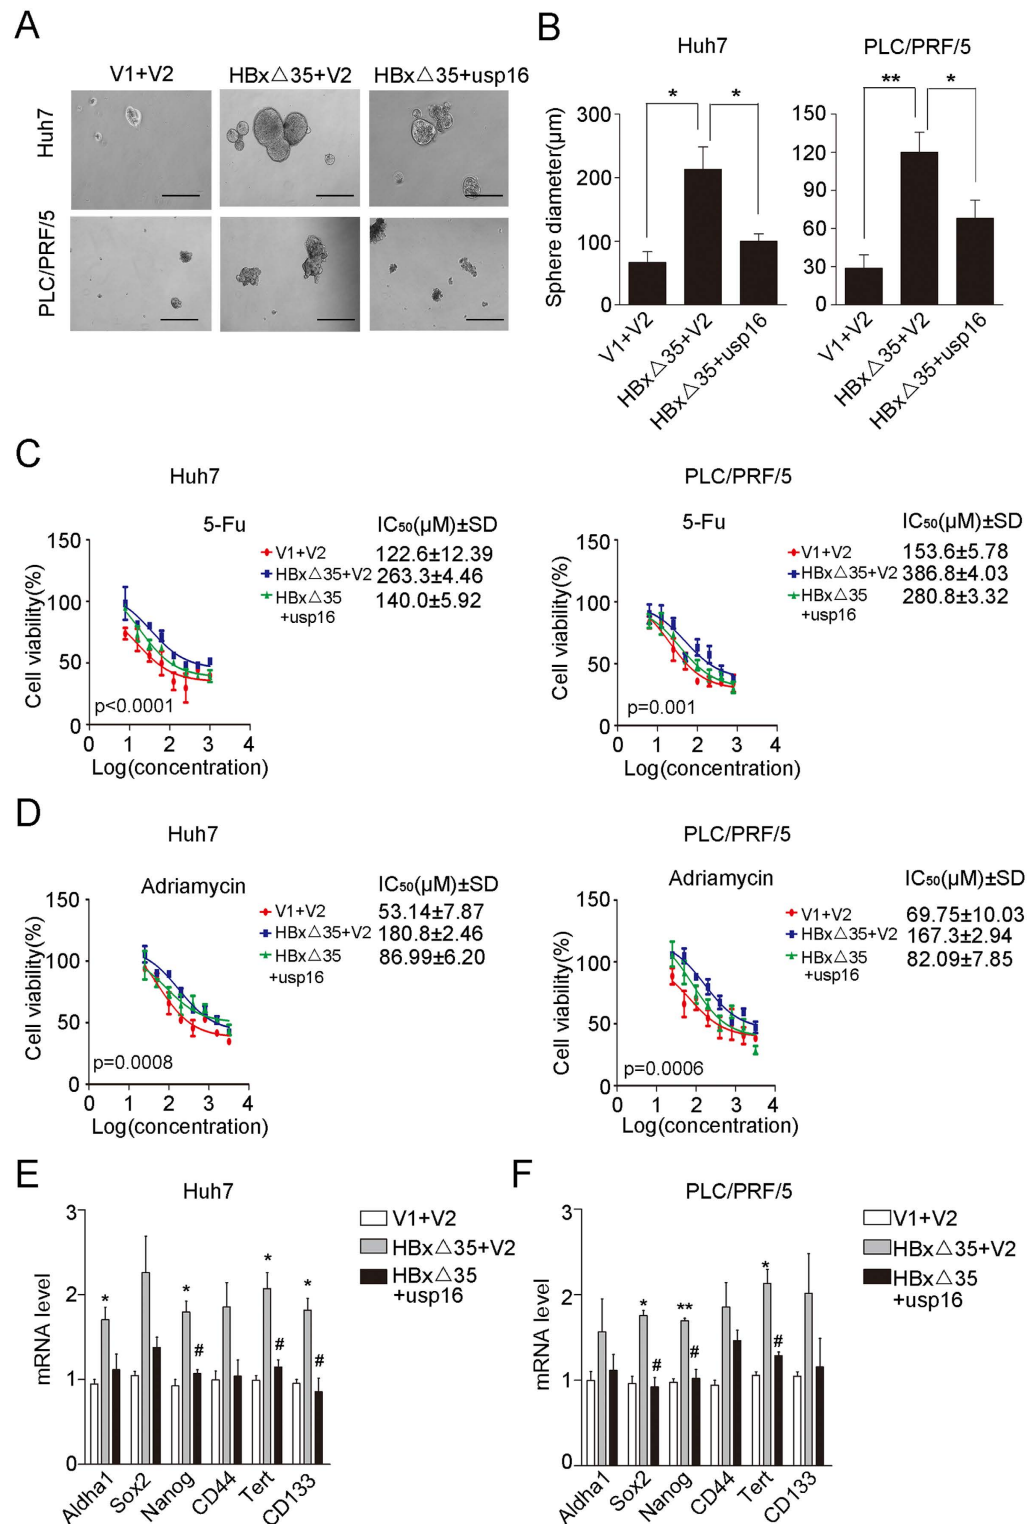 A
V1+V2
HBx△35+V2
HBx△35+usp16
Huh7
PLC/PRF/5
B
Huh7
PLC/PRF/5
* *
** *
Sphere diameter(µm)
300
200
100
0
150
120
90
60
30
0
V1+V2
HBx△35+V2
HBx△35+usp16
V1+V2
HBx△35+V2
HBx△35+usp16
C
Huh7
5-Fu
IC₅₀(µM)±SD
V1+V2 122.6±12.39
HBx△35+V2 263.3±4.46
HBx△35 140.0±5.92
+usp16
Cell viability(%)
150
100
50
0
p<0.0001
0 1 2 3 4
Log(concentration)
PLC/PRF/5
5-Fu
IC₅₀(µM)±SD
V1+V2 153.6±5.78
HBx△35+V2 386.8±4.03
HBx△35 280.8±3.32
+usp16
Cell viability(%)
150
100
50
0
p=0.001
0 1 2 3 4
Log(concentration)
D
Huh7
Adriamycin
IC₅₀(µM)±SD
V1+V2 53.14±7.87
HBx△35+V2 180.8±2.46
HBx△35 86.99±6.20
+usp16
Cell viability(%)
150
100
50
0
p=0.0008
0 1 2 3 4
Log(concentration)
PLC/PRF/5
Adriamycin
IC₅₀(µM)±SD
V1+V2 69.75±10.03
HBx△35+V2 167.3±2.94
HBx△35 82.09±7.85
+usp16
Cell viability(%)
150
100
50
0
p=0.0006
0 1 2 3 4
Log(concentration)
E
Huh7
mRNA level
3
2
1
0
* * # * # * #
V1+V2
HBx△35+V2
HBx△35
+usp16
Aldha1
Sox2
Nanog
CD44
Tert
CD133
F
PLC/PRF/5
mRNA level
3
2
1
0
* # ** # * #
V1+V2
HBx△35+V2
HBx△35
+usp16
Aldha1
Sox2
Nanog
CD44
Tert
CD133